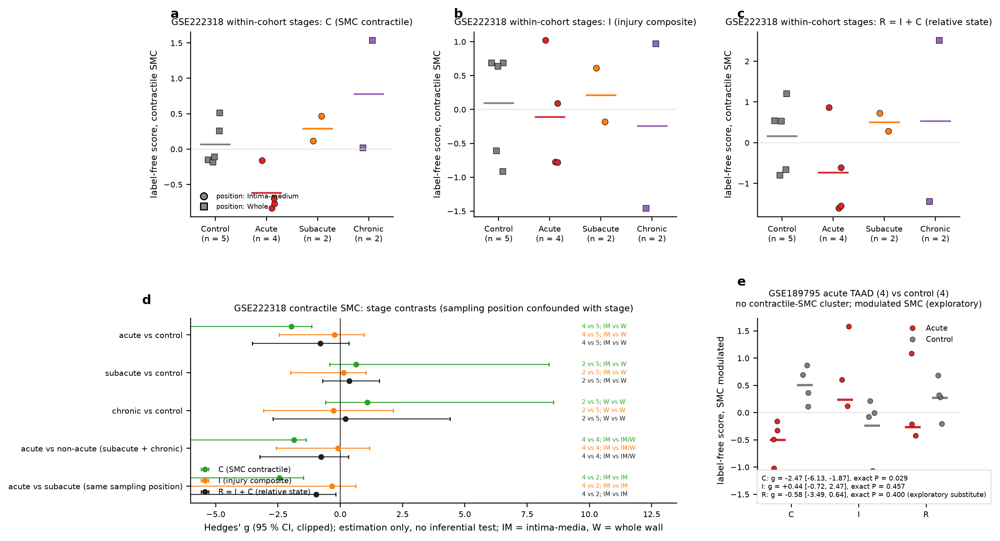 a
GSE222318 within-cohort stages: C (SMC contractile)
label-free score, contractile SMC
1.5
1.0
0.5
0.0
−0.5
position: Intima-medium
position: Whole
Control
(n = 5)
Acute
(n = 4)
Subacute
(n = 2)
Chronic
(n = 2)
b
GSE222318 within-cohort stages: I (injury composite)
label-free score, contractile SMC
1.0
0.5
0.0
−0.5
−1.0
−1.5
Control
(n = 5)
Acute
(n = 4)
Subacute
(n = 2)
Chronic
(n = 2)
c
GSE222318 within-cohort stages: R = I + C (relative state)
label-free score, contractile SMC
2
1
0
−1
Control
(n = 5)
Acute
(n = 4)
Subacute
(n = 2)
Chronic
(n = 2)
d
GSE222318 contractile SMC: stage contrasts (sampling position confounded with stage)
acute vs control
4 vs 5; IM vs W
4 vs 5; IM vs W
4 vs 5; IM vs W
subacute vs control
2 vs 5; IM vs W
2 vs 5; IM vs W
2 vs 5; IM vs W
chronic vs control
2 vs 5; W vs W
2 vs 5; W vs W
2 vs 5; W vs W
acute vs non-acute (subacute + chronic)
4 vs 4; IM vs IM/W
4 vs 4; IM vs IM/W
4 vs 4; IM vs IM/W
acute vs subacute (same sampling position)
4 vs 2; IM vs IM
4 vs 2; IM vs IM
4 vs 2; IM vs IM
C (SMC contractile)
I (injury composite)
R = I + C (relative state)
−5.0
−2.5
0.0
2.5
5.0
7.5
10.0
12.5
Hedges' g (95 % CI, clipped); estimation only, no inferential test; IM = intima-media, W = whole wall
e
GSE189795 acute TAAD (4) vs control (4)
no contractile-SMC cluster; modulated SMC (exploratory)
label-free score, SMC modulated
1.5
1.0
0.5
0.0
−0.5
−1.0
−1.5
Acute
Control
C: g = -2.47 [-6.13, -1.87], exact P = 0.029
I: g = +0.44 [-0.72, 2.47], exact P = 0.457
R: g = -0.58 [-3.49, 0.64], exact P = 0.400 (exploratory substitute)
C
I
R